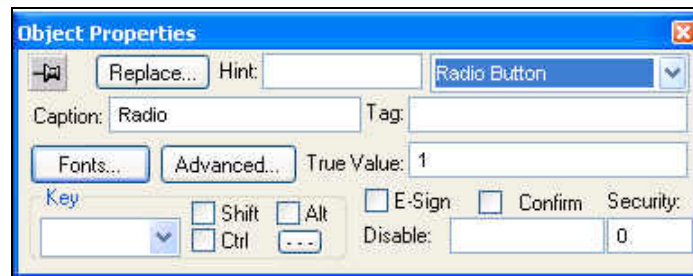 Object Properties
Replace... Hint: Radio Button
Caption: Radio Tag:
Fonts... Advanced... True Value: 1
Key Shift Alt E-Sign Confirm Security:
Ctrl ... Disable: 0